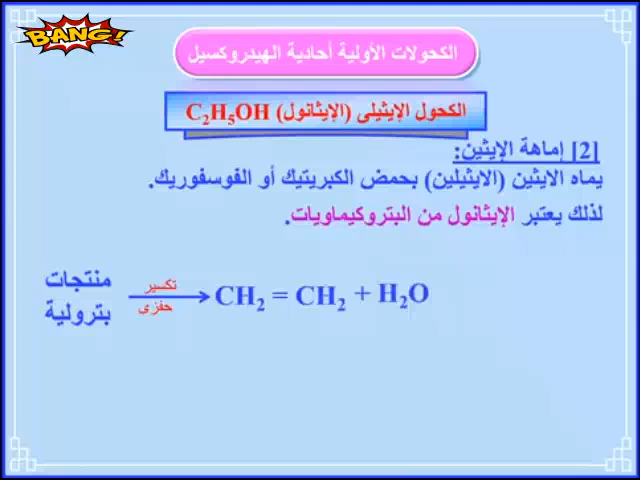 BANG!
الكحولات الأولية أحادية الهيدروكسيل
الكحول الإيثيلى (الإيثانول) C₂H₅OH
[2] إماهة الإيثين:
يماه الايثين (الايثيلين) بحمض الكبريتيك أو الفوسفوريك.
لذلك يعتبر الإيثانول من البتروكيماويات.
منتجات بترولية
تكسير
حفزي
CH₂ = CH₂ + H₂O